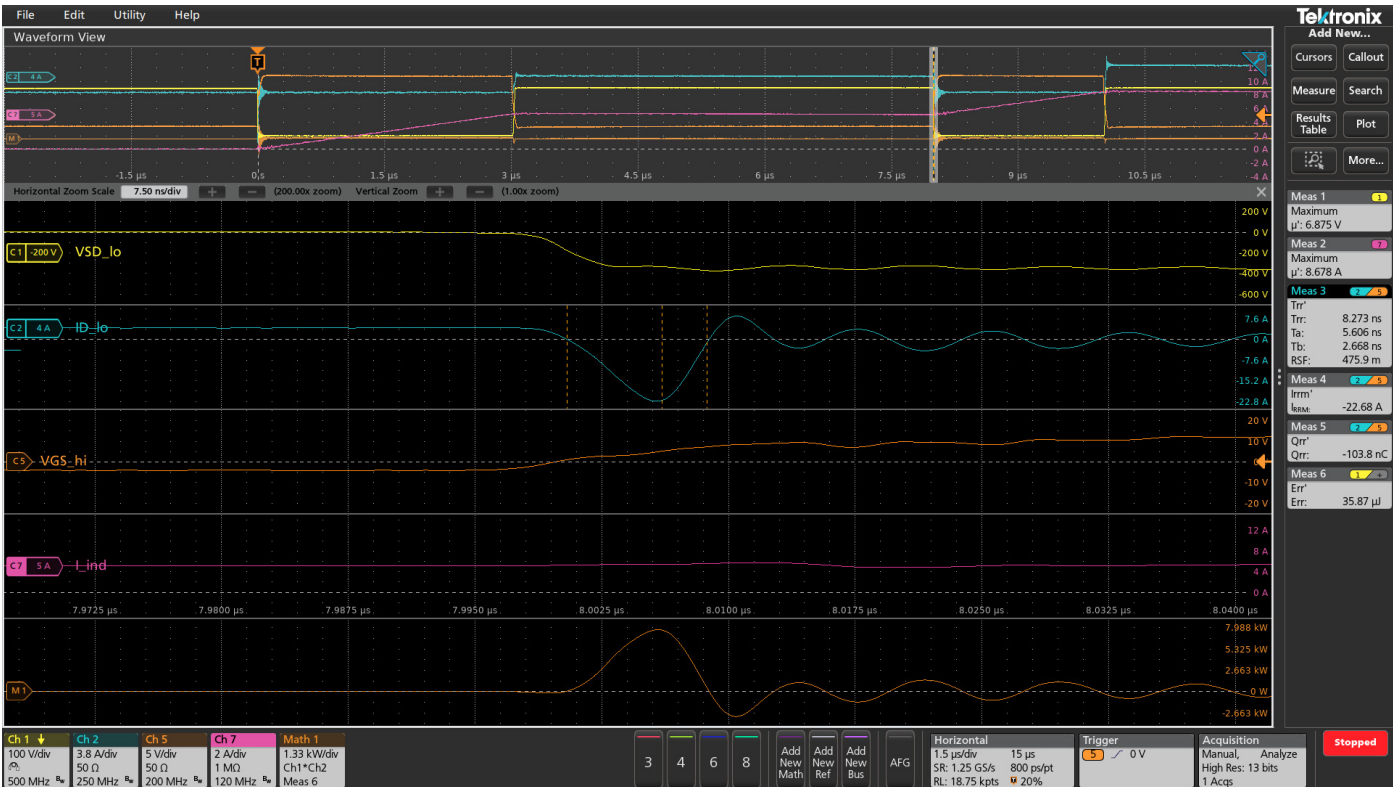 File Edit Utility Help
Tektronix
Waveform View
Add New...
T
C2 4 A
10 A
8 A
C7 5 A
6 A
4 A
M1
2 A
0 A
-2 A
-4 A
-1.5 µs 0 s 1.5 µs 3 µs 4.5 µs 6 µs 7.5 µs 9 µs 10.5 µs
Horizontal Zoom Scale 7.50 ns/div + − (200.00x zoom) Vertical Zoom + − (1.00x zoom) ×
200 V
0 V
C1 -200 V VSD_lo
-200 V
-400 V
-600 V
7.6 A
C2 4 A ID_lo
0 A
-7.6 A
-15.2 A
-22.8 A
20 V
10 V
C5 VGS_hi
-10 V
-20 V
12 A
8 A
C7 5 A I_ind
4 A
0 A
7.9725 µs 7.9800 µs 7.9875 µs 7.9950 µs 8.0025 µs 8.0100 µs 8.0175 µs 8.0250 µs 8.0325 µs 8.0400 µs
7.988 kW
5.325 kW
2.663 kW
M1
0 W
-2.663 kW
Cursors Callout
Measure Search
Results Table Plot
More...
Meas 1 1
Maximum
µ': 6.875 V
Meas 2 7
Maximum
µ': 8.678 A
Meas 3 2 / 5
Trr'
Trr: 8.273 ns
Ta: 5.606 ns
Tb: 2.668 ns
RSF: 475.9 m
Meas 4 2 / 5
Irrm'
IRRM: -22.68 A
Meas 5 2 / 5
Qrr'
Qrr: -103.8 nC
Meas 6 1 / +
Err'
Err: 35.87 µJ
Ch 1
100 V/div
500 MHz Bw
Ch 2
3.8 A/div
50 Ω
250 MHz Bw
Ch 5
5 V/div
50 Ω
200 MHz Bw
Ch 7
2 A/div
1 MΩ
120 MHz Bw
Math 1
1.33 kW/div
Ch1*Ch2
Meas 6
3 4 6 8
Add New Math
Add New Ref
Add New Bus
AFG
Horizontal
1.5 µs/div 15 µs
SR: 1.25 GS/s 800 ps/pt
RL: 18.75 kpts 20%
Trigger
5 0 V
Acquisition
Manual, Analyze
High Res: 13 bits
1 Acqs
Stopped